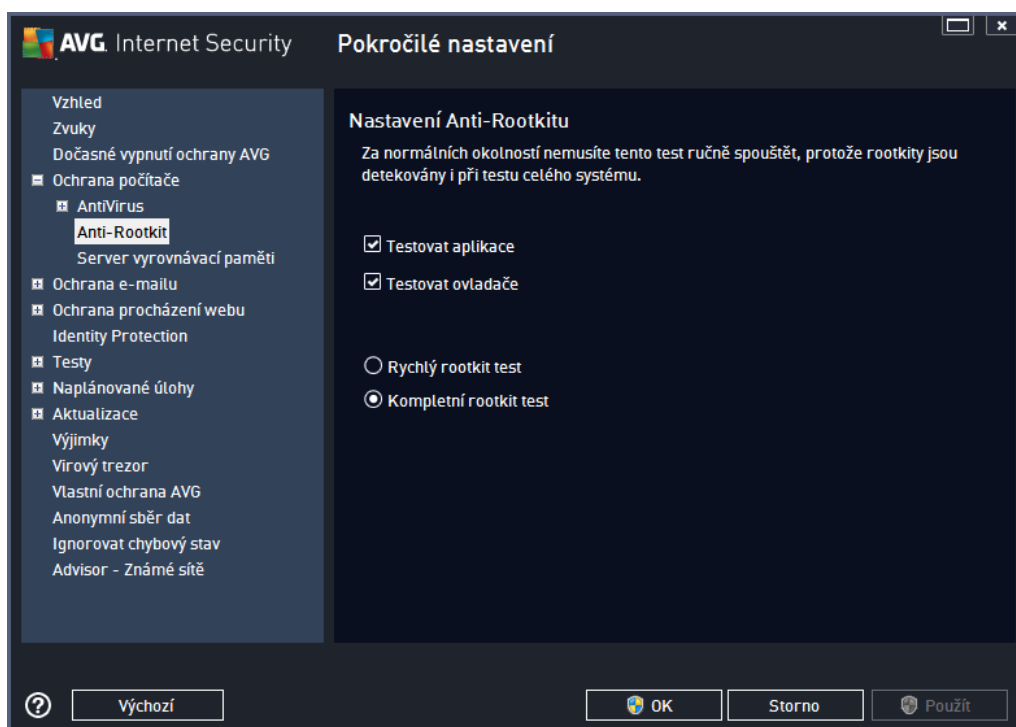 AVG. Internet Security
Pokročilé nastavení
Vzhled
Zvuky
Dočasné vypnutí ochrany AVG
Ochrana počítače
AntiVirus
Anti-Rootkit
Server vyrovnávací paměti
Ochrana e-mailu
Ochrana procházení webu
Identity Protection
Testy
Naplánované úlohy
Aktualizace
Výjimky
Virový trezor
Vlastní ochrana AVG
Anonymní sběr dat
Ignorovat chybový stav
Advisor - Známé sítě
Nastavení Anti-Rootkitu
Za normálních okolností nemusíte tento test ručně spouštět, protože rootkity jsou
detekovány i při testu celého systému.
Testovat aplikace
Testovat ovladače
Rychlý rootkit test
Kompletní rootkit test
Výchozí
OK
Storno
Použít